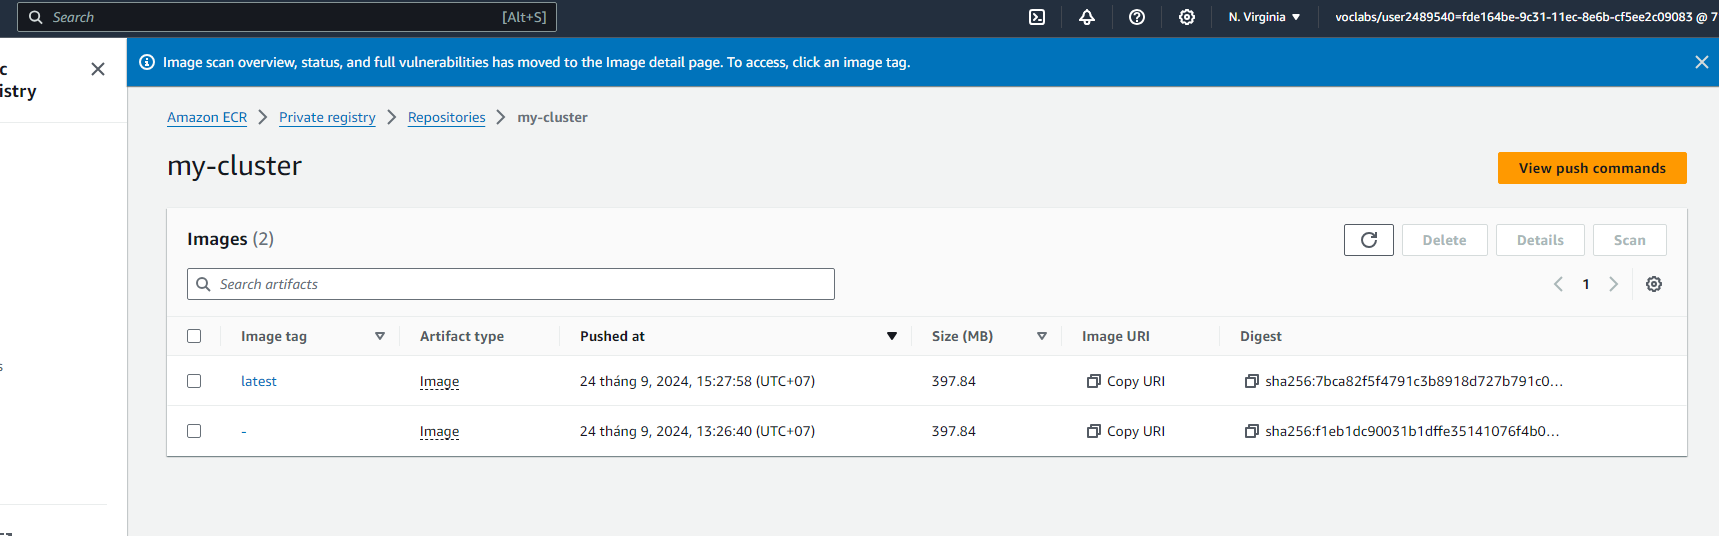 Search [Alt+S] N. Virginia voclabs/user2489540=fde164be-9c31-11ec-8e6b-cf5ee2c09083 @ 7
Image scan overview, status, and full vulnerabilities has moved to the Image detail page. To access, click an image tag.
c
istry
Amazon ECR Private registry Repositories my-cluster
my-cluster
View push commands
Images (2)
Delete Details Scan
Search artifacts
1
Image tag Artifact type Pushed at Size (MB) Image URI Digest
latest Image 24 tháng 9, 2024, 15:27:58 (UTC+07) 397.84 Copy URI sha256:7bca82f5f4791c3b8918d727b791c0...
- Image 24 tháng 9, 2024, 13:26:40 (UTC+07) 397.84 Copy URI sha256:f1eb1dc90031b1dffe35141076f4b0...
s